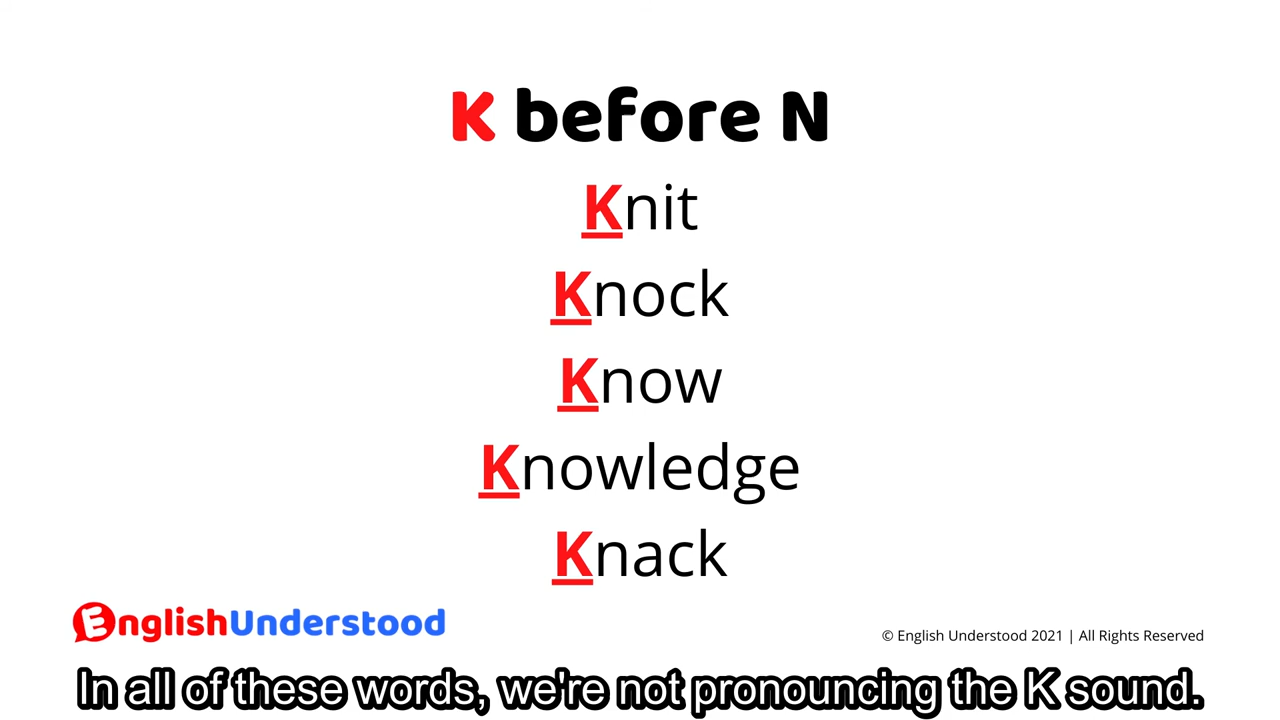 K before N
Knit
Knock
Know
Knowledge
Knack
EnglishUnderstood
© English Understood 2021 | All Rights Reserved
In all of these words, we're not pronouncing the K sound.